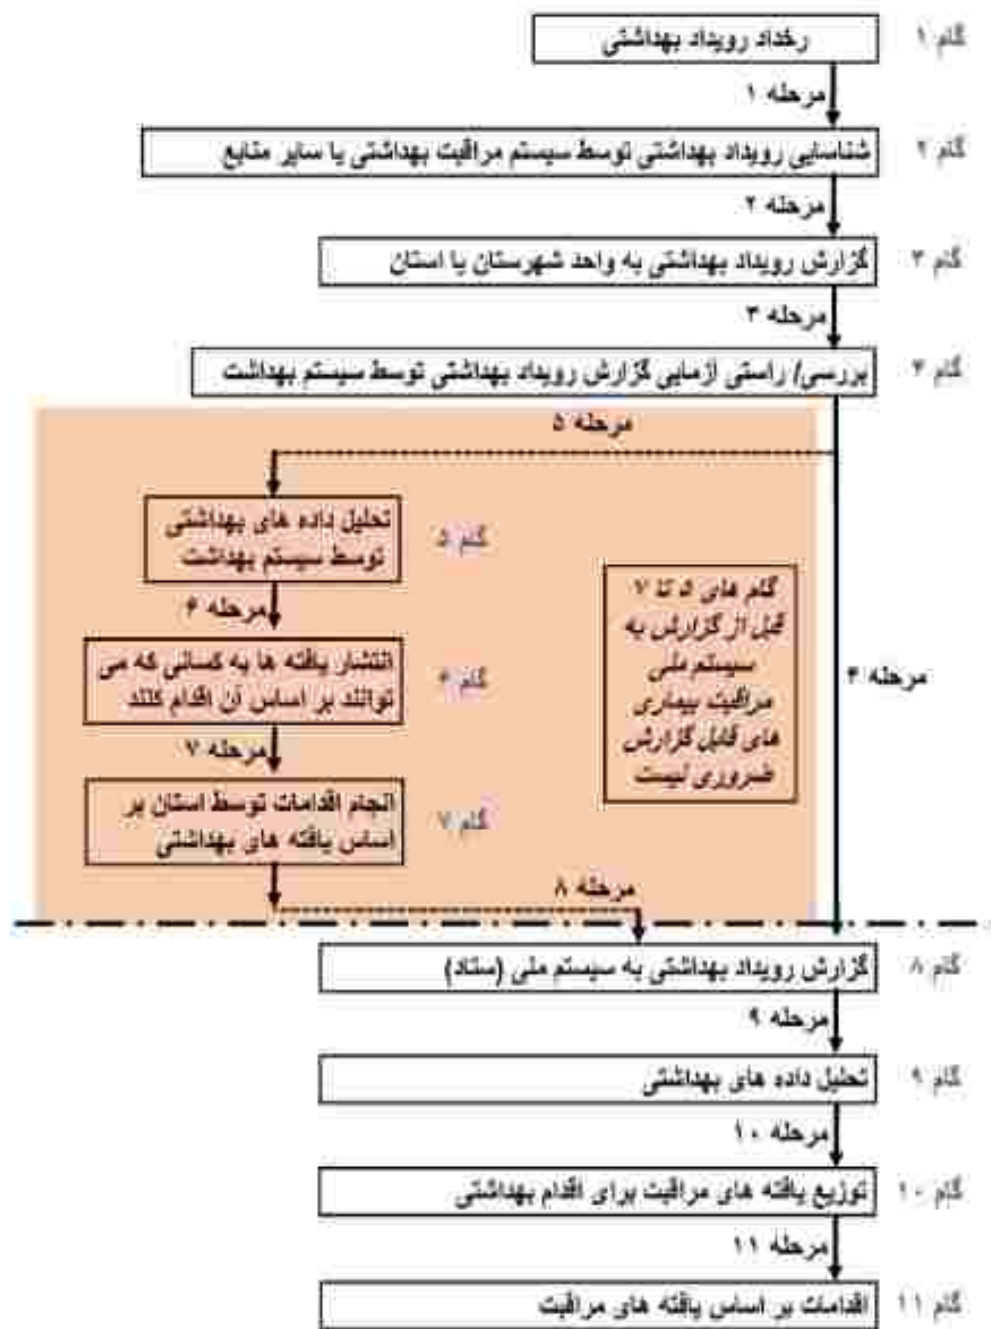 گام ۱
رخداد رویداد بهداشتی
مرحله ۱
گام ۲
شناسایی رویداد بهداشتی توسط سیستم مراقبت بهداشتی یا سایر منابع
مرحله ۲
گام ۳
گزارش رویداد بهداشتی به واحد شهرستان یا استان
مرحله ۳
گام ۴
بررسی/ راستی آزمایی گزارش رویداد بهداشتی توسط سیستم بهداشت
مرحله ۵
گام ۵
تحلیل داده های بهداشتی
توسط سیستم بهداشت
مرحله ۶
گام ۶
انتشار یافته ها به کسانی که می
توانند بر اساس آن اقدام کنند
مرحله ۷
گام ۷
انجام اقدامات توسط استان بر
اساس یافته های بهداشتی
گام های ۵ تا ۷
قبل از گزارش به
سیستم ملی
مراقبت بیماری
های قابل گزارش
ضروری نیست
مرحله ۴
مرحله ۸
گام ۸
گزارش رویداد بهداشتی به سیستم ملی (ستاد)
مرحله ۹
گام ۹
تحلیل داده های بهداشتی
مرحله ۱۰
گام ۱۰
توزیع یافته های مراقبت برای اقدام بهداشتی
مرحله ۱۱
گام ۱۱
اقدامات بر اساس یافته های مراقبت